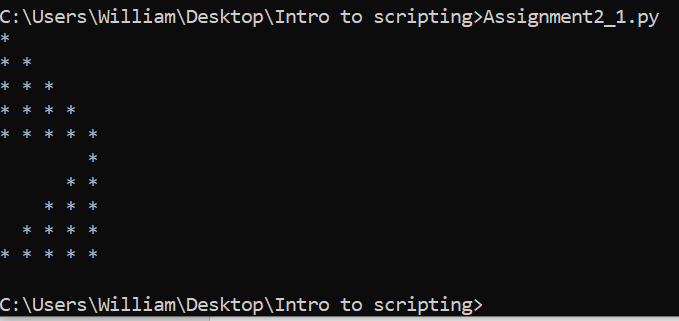 C:\Users\William\Desktop\Intro to scripting>Assignment2_1.py
*
* *
* * *
* * * *
* * * * *
        *
      * *
    * * *
  * * * *
* * * * *
C:\Users\William\Desktop\Intro to scripting>